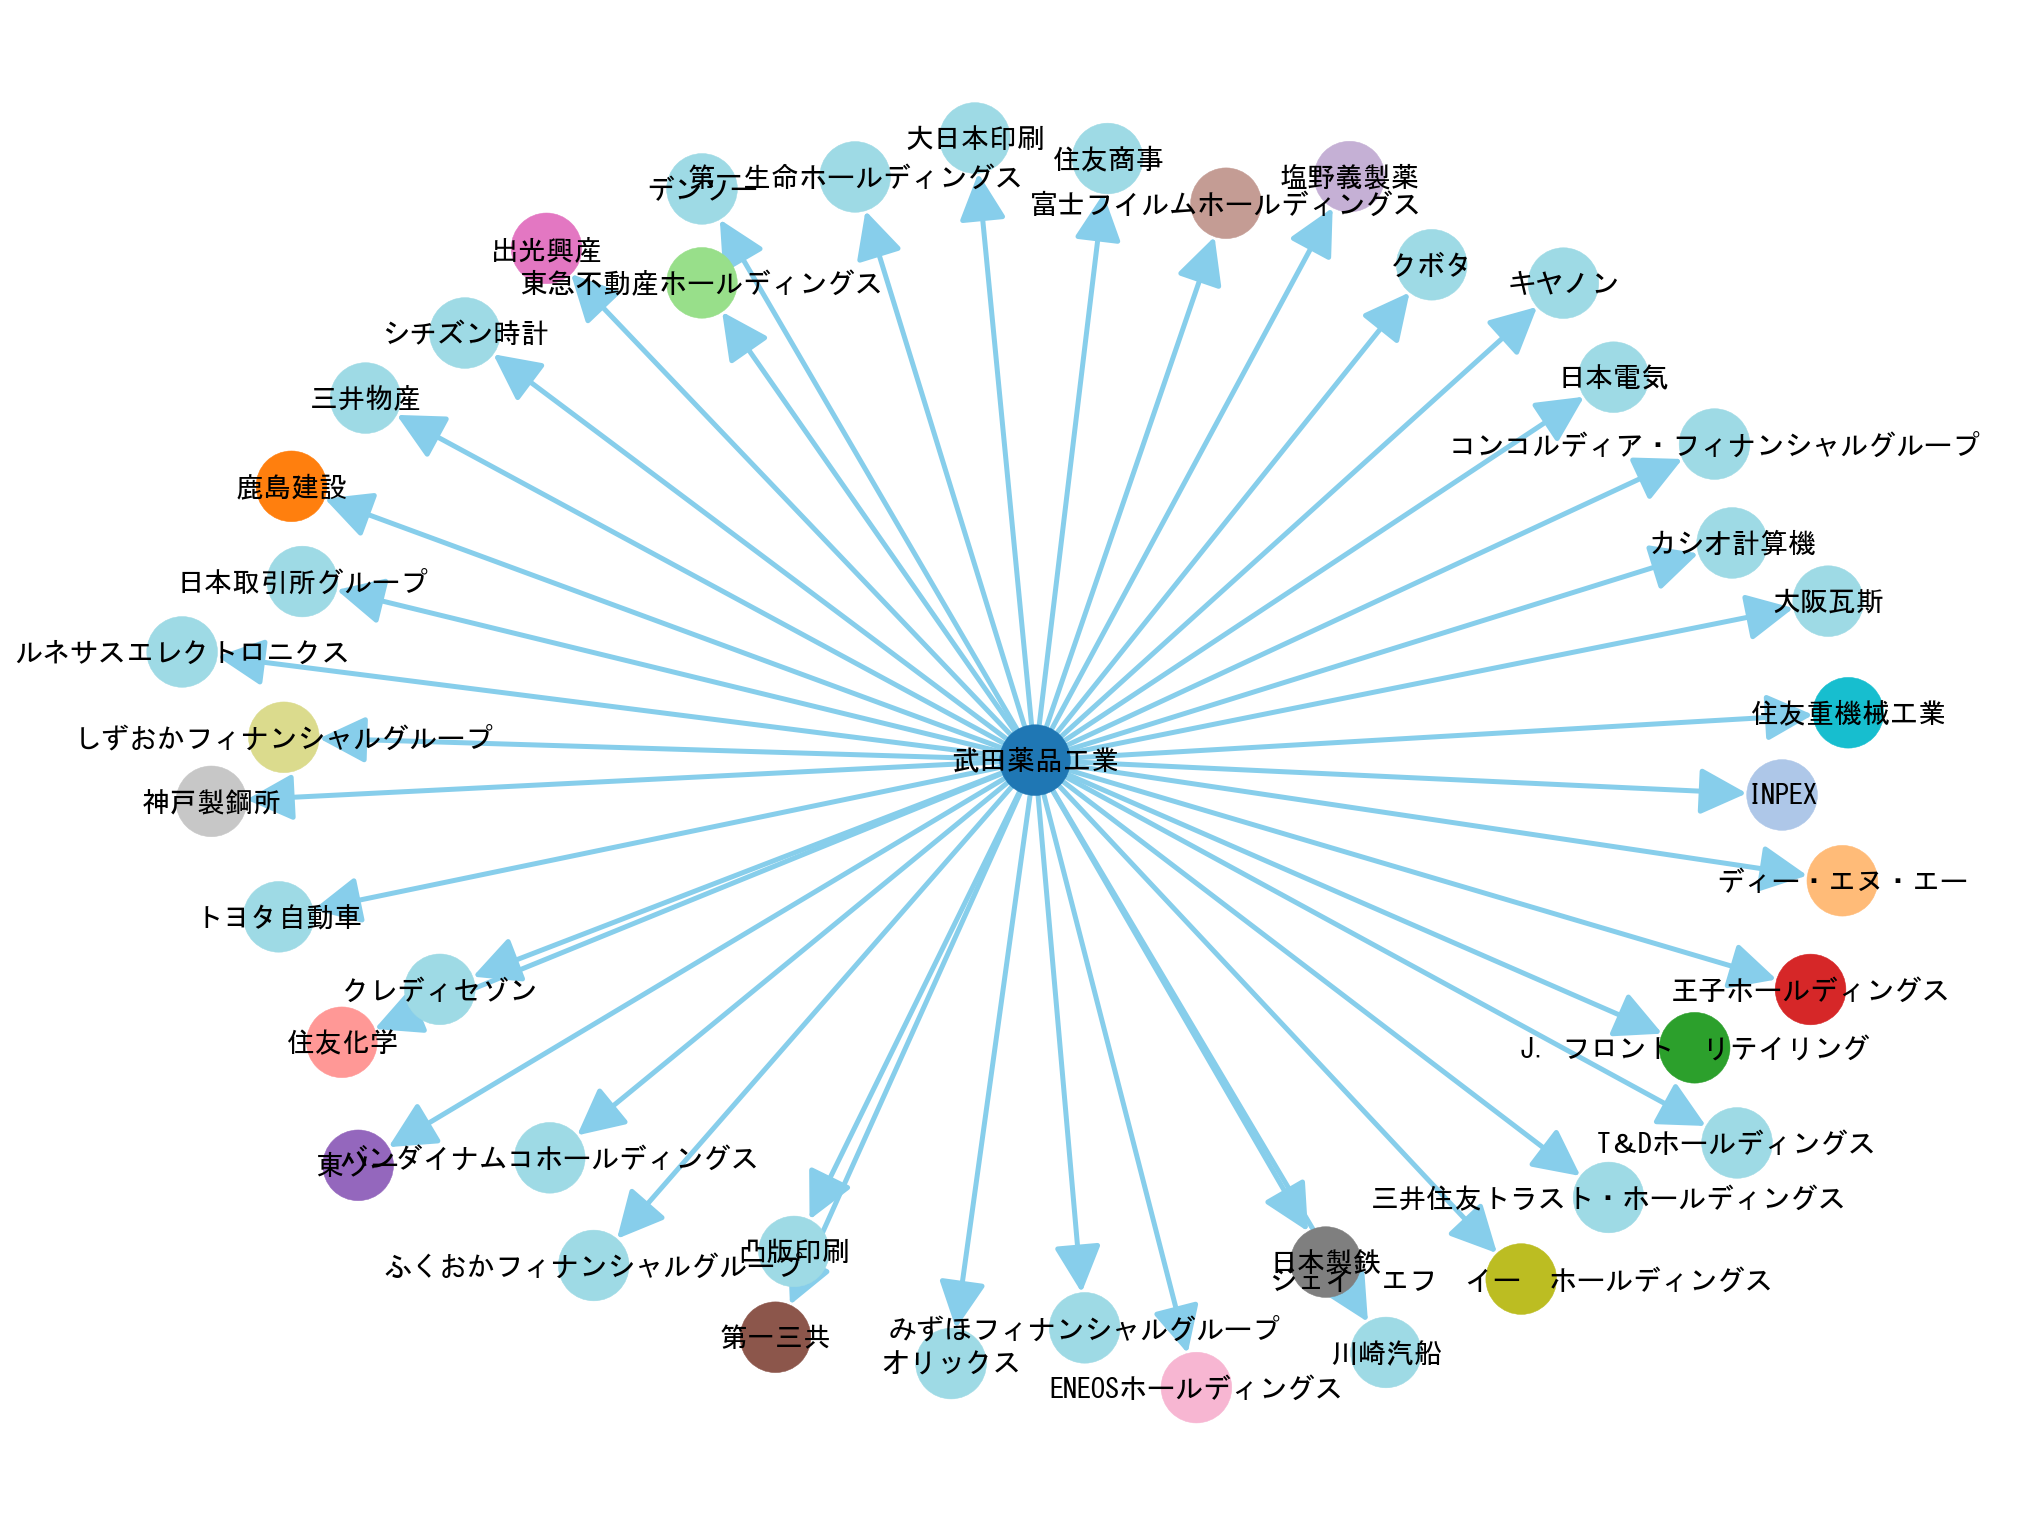 大日本印刷
住友商事
第一生命ホールディングス
塩野義製薬
デンソー
富士フイルムホールディングス
出光興産
クボタ
東急不動産ホールディングス
キヤノン
シチズン時計
日本電気
三井物産
コンコルディア・フィナンシャルグループ
鹿島建設
カシオ計算機
日本取引所グループ
大阪瓦斯
ルネサスエレクトロニクス
住友重機械工業
しずおかフィナンシャルグループ
武田薬品工業
INPEX
神戸製鋼所
ディー・エヌ・エー
トヨタ自動車
クレディセゾン
王子ホールディングス
住友化学
J. フロント リテイリング
T&Dホールディングス
東ソー
バンダイナムコホールディングス
三井住友トラスト・ホールディングス
凸版印刷
日本製鉄
ふくおかフィナンシャルグループ
ジェイ エフ イー ホールディングス
みずほフィナンシャルグループ
第一三共
川崎汽船
オリックス
ENEOSホールディングス